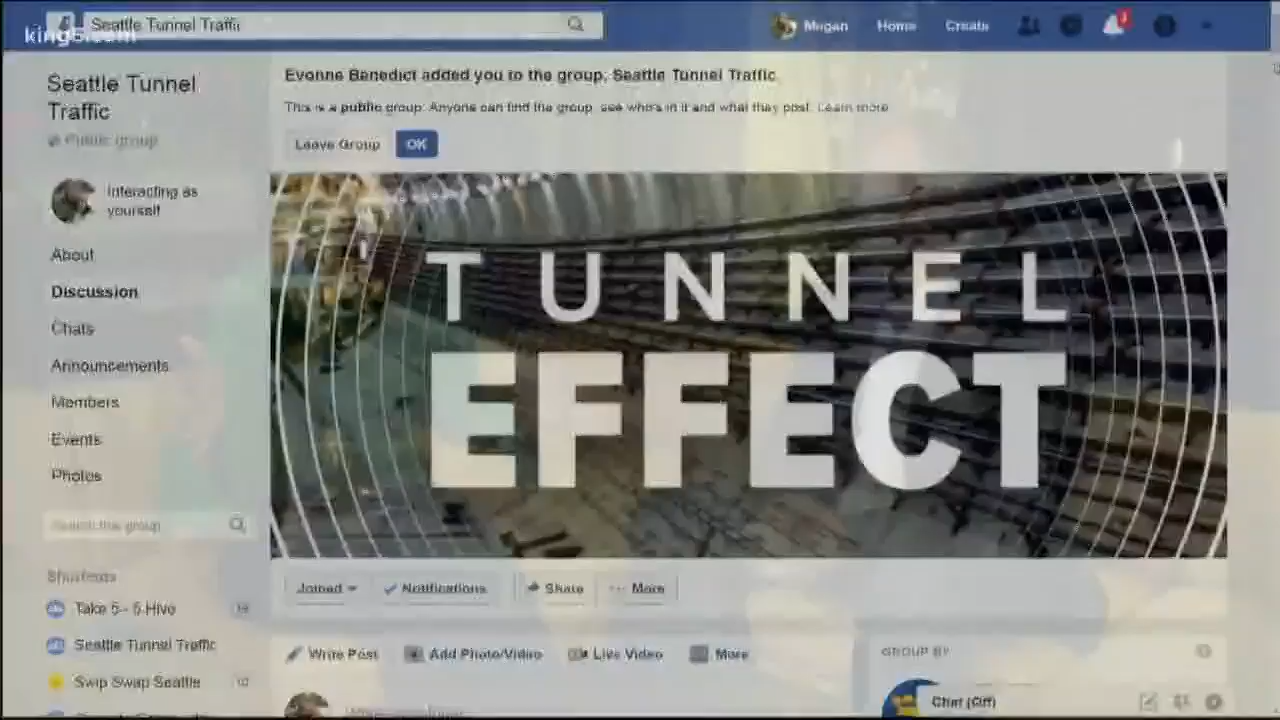 king5.com
Seattle Tunnel Traffic
Megan
Home
Create
Seattle Tunnel
Traffic
Public group
Interacting as
yourself
About
Discussion
Chats
Announcements
Members
Events
Photos
Search this group
Shortcuts
Take 5 - 5 Hive
Seattle Tunnel Traffic
Swip Swap Seattle
Evonne Benedict added you to the group, Seattle Tunnel Traffic.
This is a public group. Anyone can find the group, see who's in it and what they post. Learn more
Leave Group
OK
TUNNEL
EFFECT
Joined
Notifications
Share
More
Write Post
Add Photo/Video
Live Video
More
GROUP BY
Chat